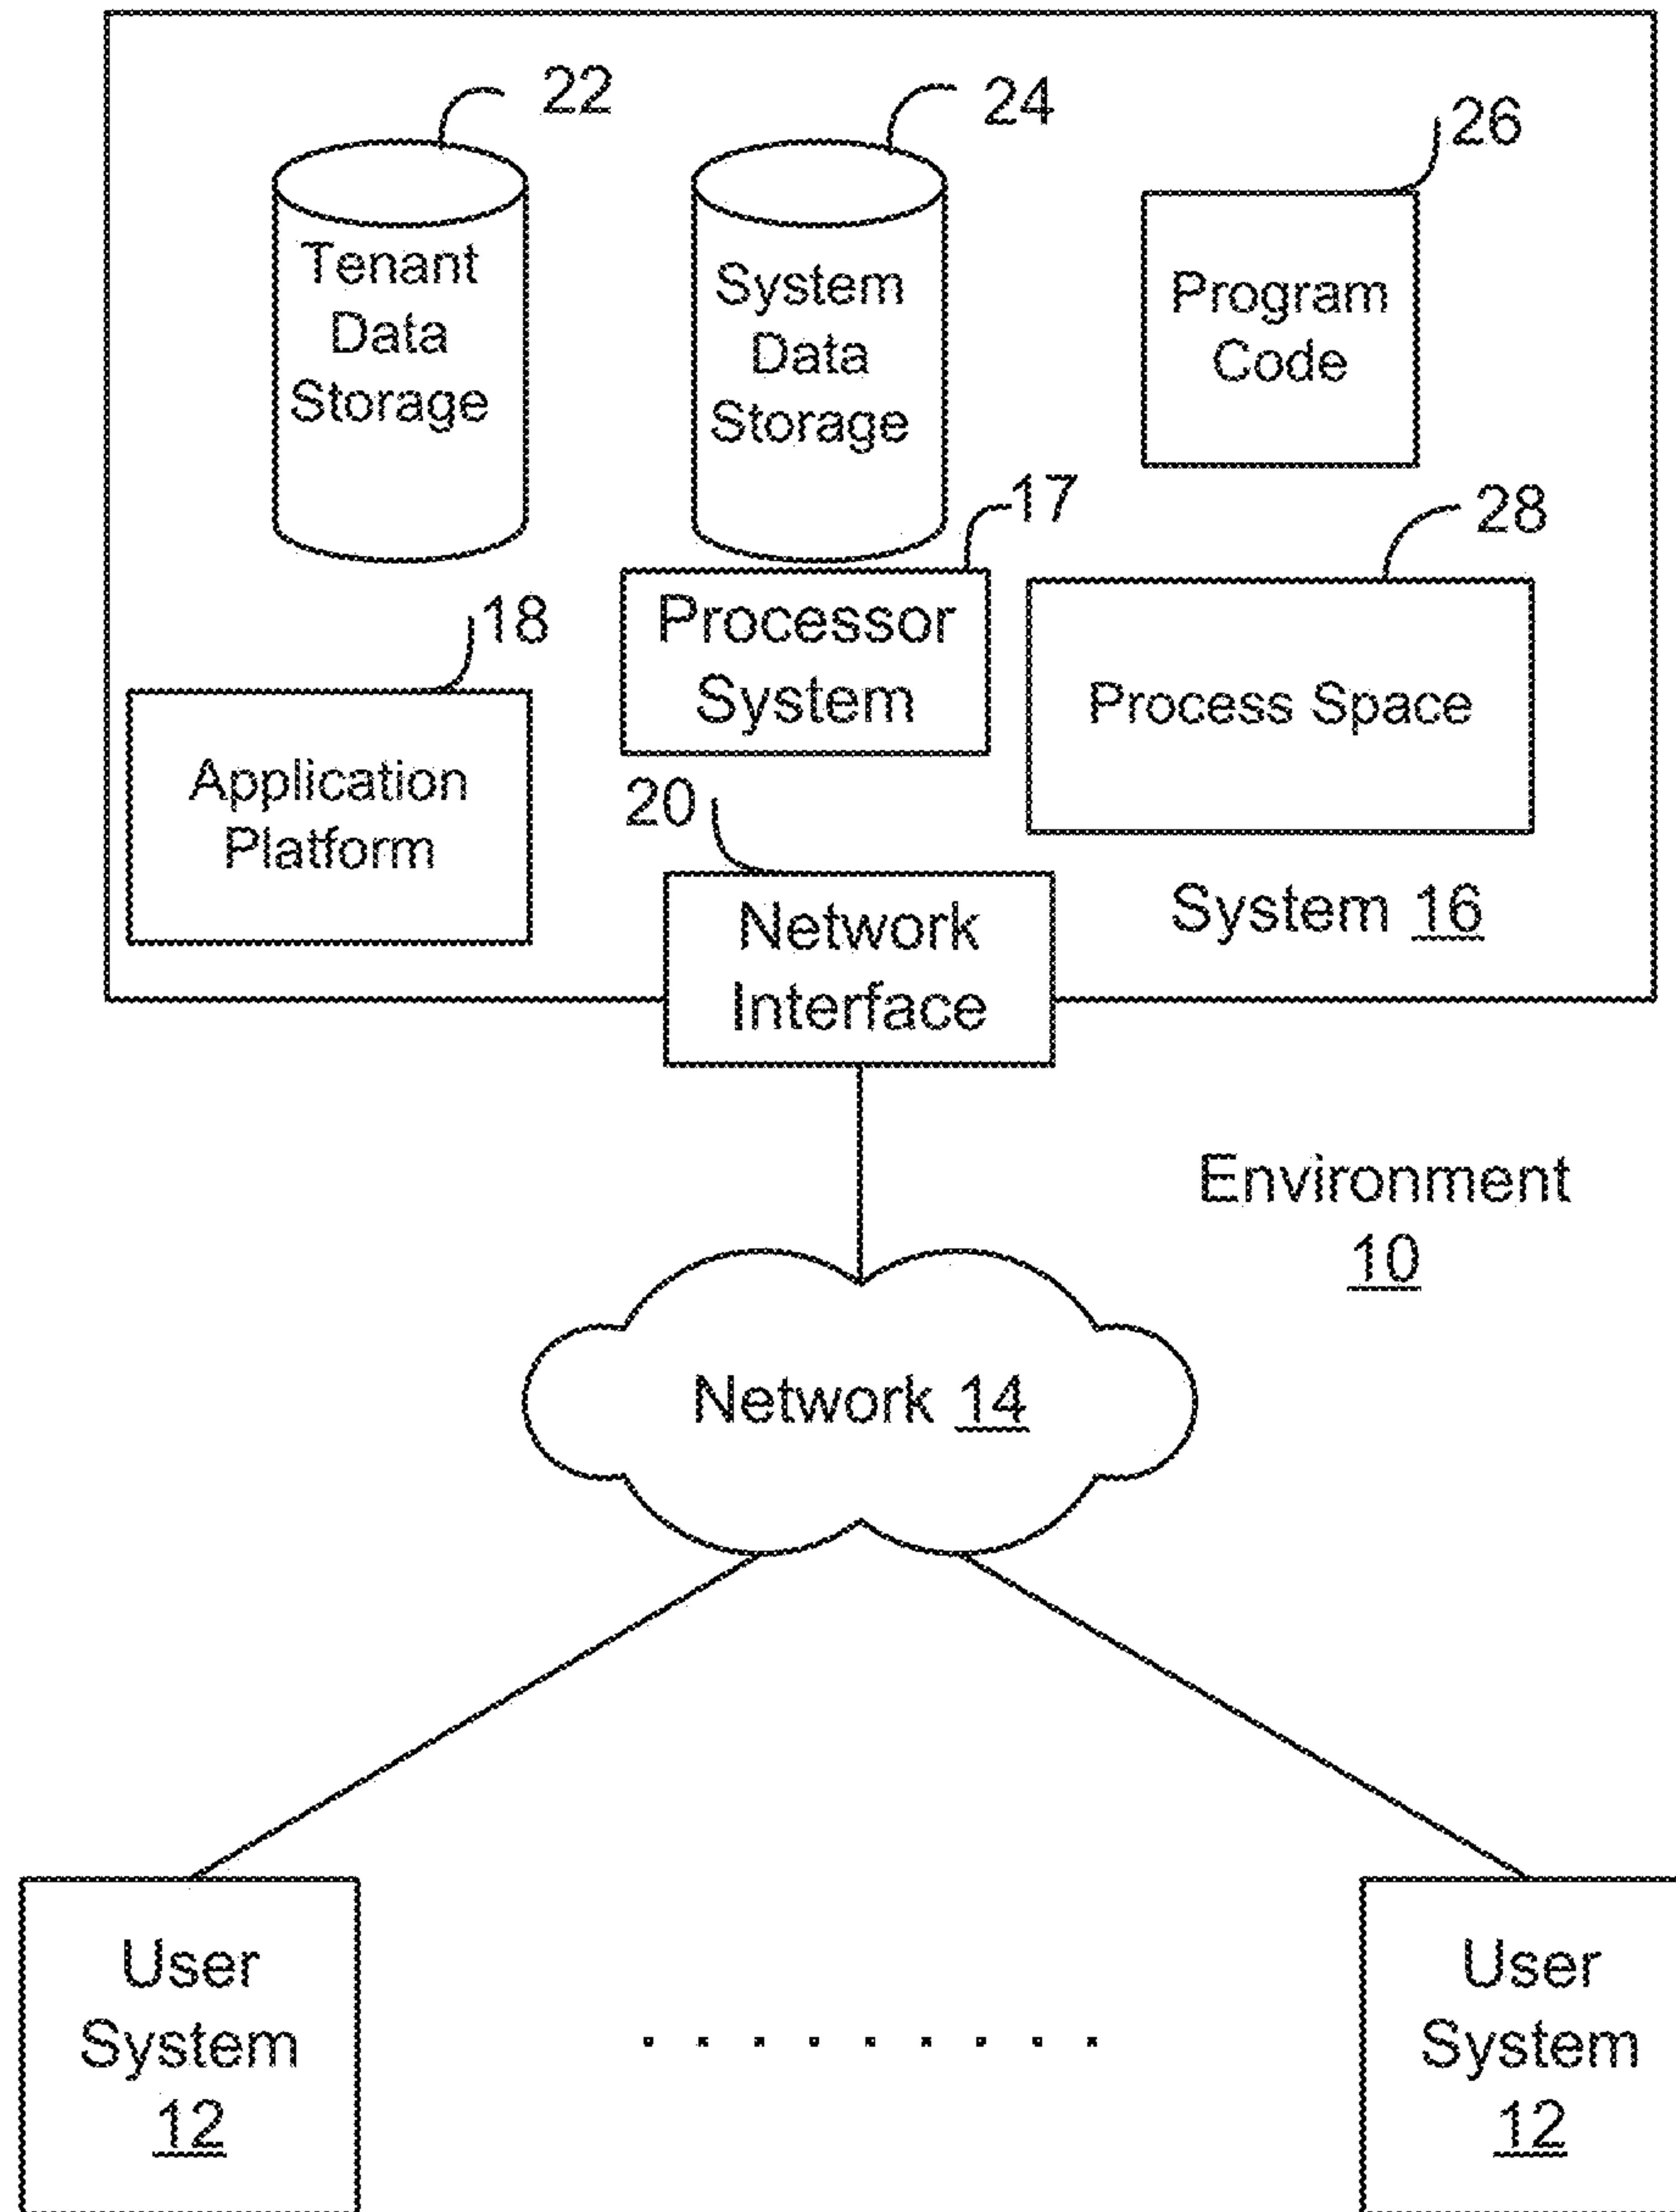 22
24
26
Tenant
Data
Storage
System
Data
Storage
Program
Code
17
28
18
Processor
System
Process Space
Application
Platform
20
Network
Interface
System 16
Environment
10
Network 14
User
System
12
User
System
12